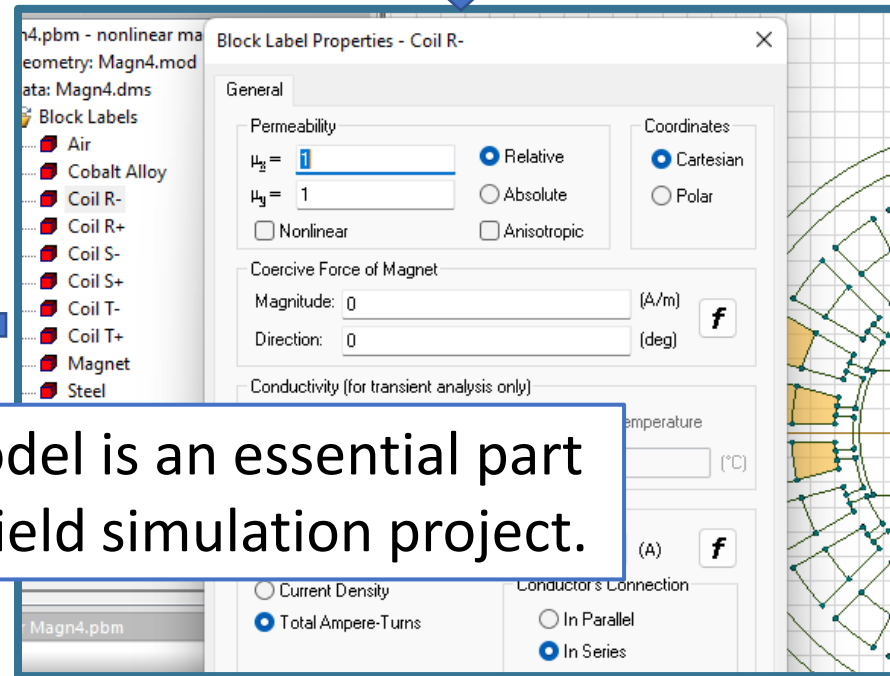 n4.pbm - nonlinear ma
eometry: Magn4.mod
ata: Magn4.dms
Block Labels
Air
Cobalt Alloy
Coil R-
Coil R+
Coil S-
Coil S+
Coil T-
Coil T+
Magnet
Steel
Block Label Properties - Coil R-
General
Permeability
μx = 1
μy = 1
Relative
Absolute
Nonlinear
Anisotropic
Coordinates
Cartesian
Polar
Coercive Force of Magnet
Magnitude: 0 (A/m)
Direction: 0 (deg)
f
Conductivity (for transient analysis only)
emperature
(°C)
odel is an essential part
ield simulation project.
(A) f
Current Density
Total Ampere-Turns
Conductor's Connection
In Parallel
In Series
Magn4.pbm